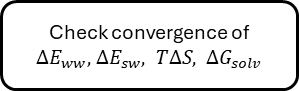 Check convergence of
ΔE_ww, ΔE_sw, TΔS, ΔG_solv